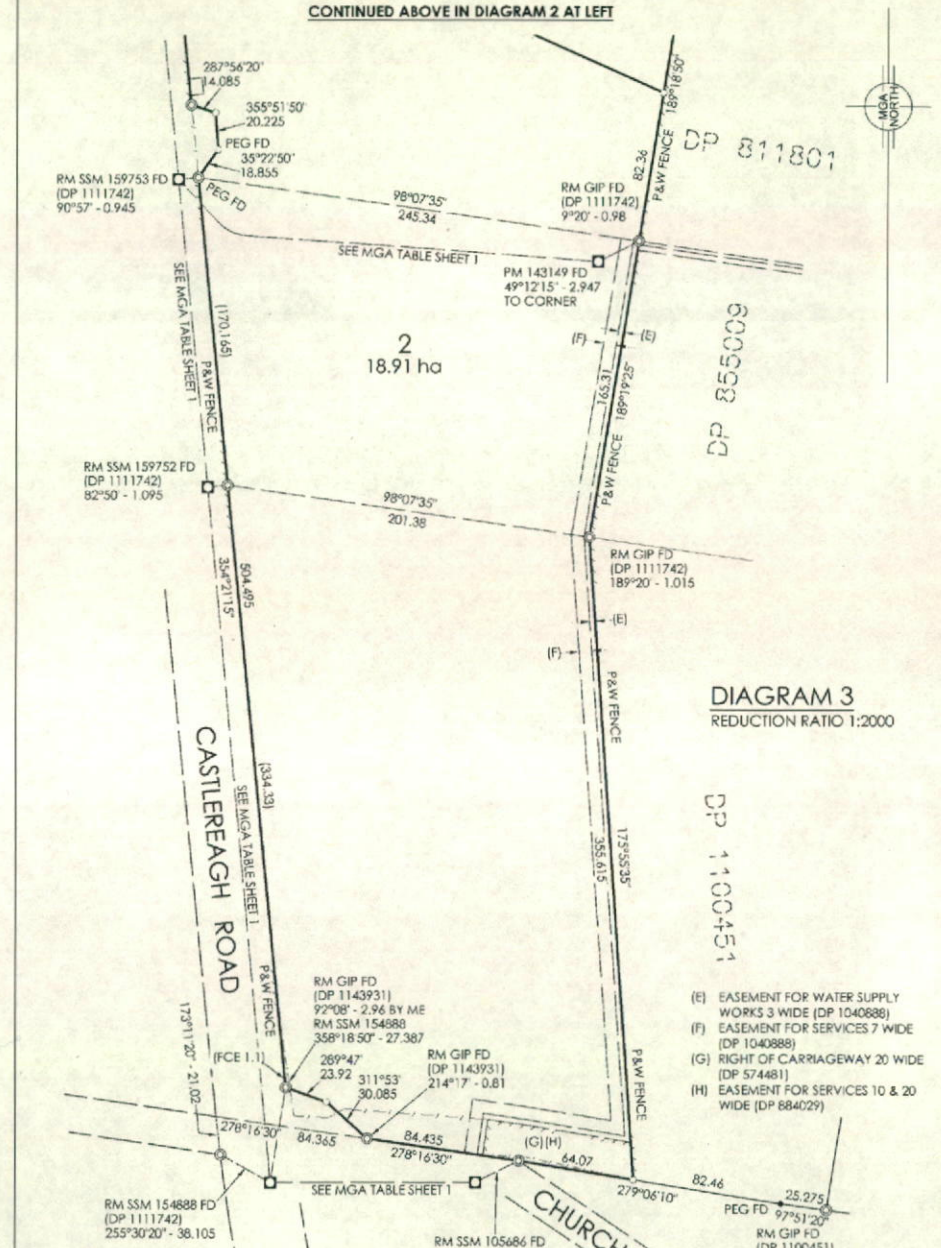 CONTINUED ABOVE IN DIAGRAM 2 AT LEFT
287°56'20"
14.085
355°51'50"
20.225
PEG FD
35°22'50"
18.855
RM SSM 159753 FD
(DP 1111742)
90°57' - 0.945
PEG FD
98°07'35"
245.34
SEE MGA TABLE SHEET 1
189°18'50"
P&W FENCE
82.36
DP 811801
MGA
NORTH
RM GIP FD
(DP 1111742)
9°20' - 0.98
PM 143149 FD
49°12'15" - 2.947
TO CORNER
SEE MGA TABLE SHEET 1
(170.165)
P&W FENCE
2
18.91 ha
(F)
(E)
165.31
189°19'25"
P&W FENCE
DP 855009
RM SSM 159752 FD
(DP 1111742)
82°50' - 1.095
98°07'35"
201.38
RM GIP FD
(DP 1111742)
189°20' - 1.015
504.495
354°21'15"
(E)
(F)
P&W FENCE
DIAGRAM 3
REDUCTION RATIO 1:2000
CASTLEREAGH ROAD
(334.33)
SEE MGA TABLE SHEET 1
P&W FENCE
355.615
175°55'35"
DP 1100451
P&W FENCE
(E) EASEMENT FOR WATER SUPPLY
WORKS 3 WIDE (DP 1040888)
(F) EASEMENT FOR SERVICES 7 WIDE
(DP 1040888)
(G) RIGHT OF CARRIAGEWAY 20 WIDE
(DP 574481)
(H) EASEMENT FOR SERVICES 10 & 20
WIDE (DP 884029)
RM GIP FD
(DP 1143931)
92°08' - 2.96 BY ME
RM SSM 154888
358°18'50" - 27.387
(FCE 1.1)
173°11'20" - 21.02
289°47'
23.92
311°53'
30.085
RM GIP FD
(DP 1143931)
214°17' - 0.81
278°16'30"
84.365
84.435
278°16'30"
(G)(H)
64.07
279°06'10"
82.46
PEG FD
25.275
97°51'20"
RM GIP FD
(DP 1100451)
RM SSM 154888 FD
(DP 1111742)
255°30'20" - 38.105
SEE MGA TABLE SHEET 1
RM SSM 105686 FD
CHURCH